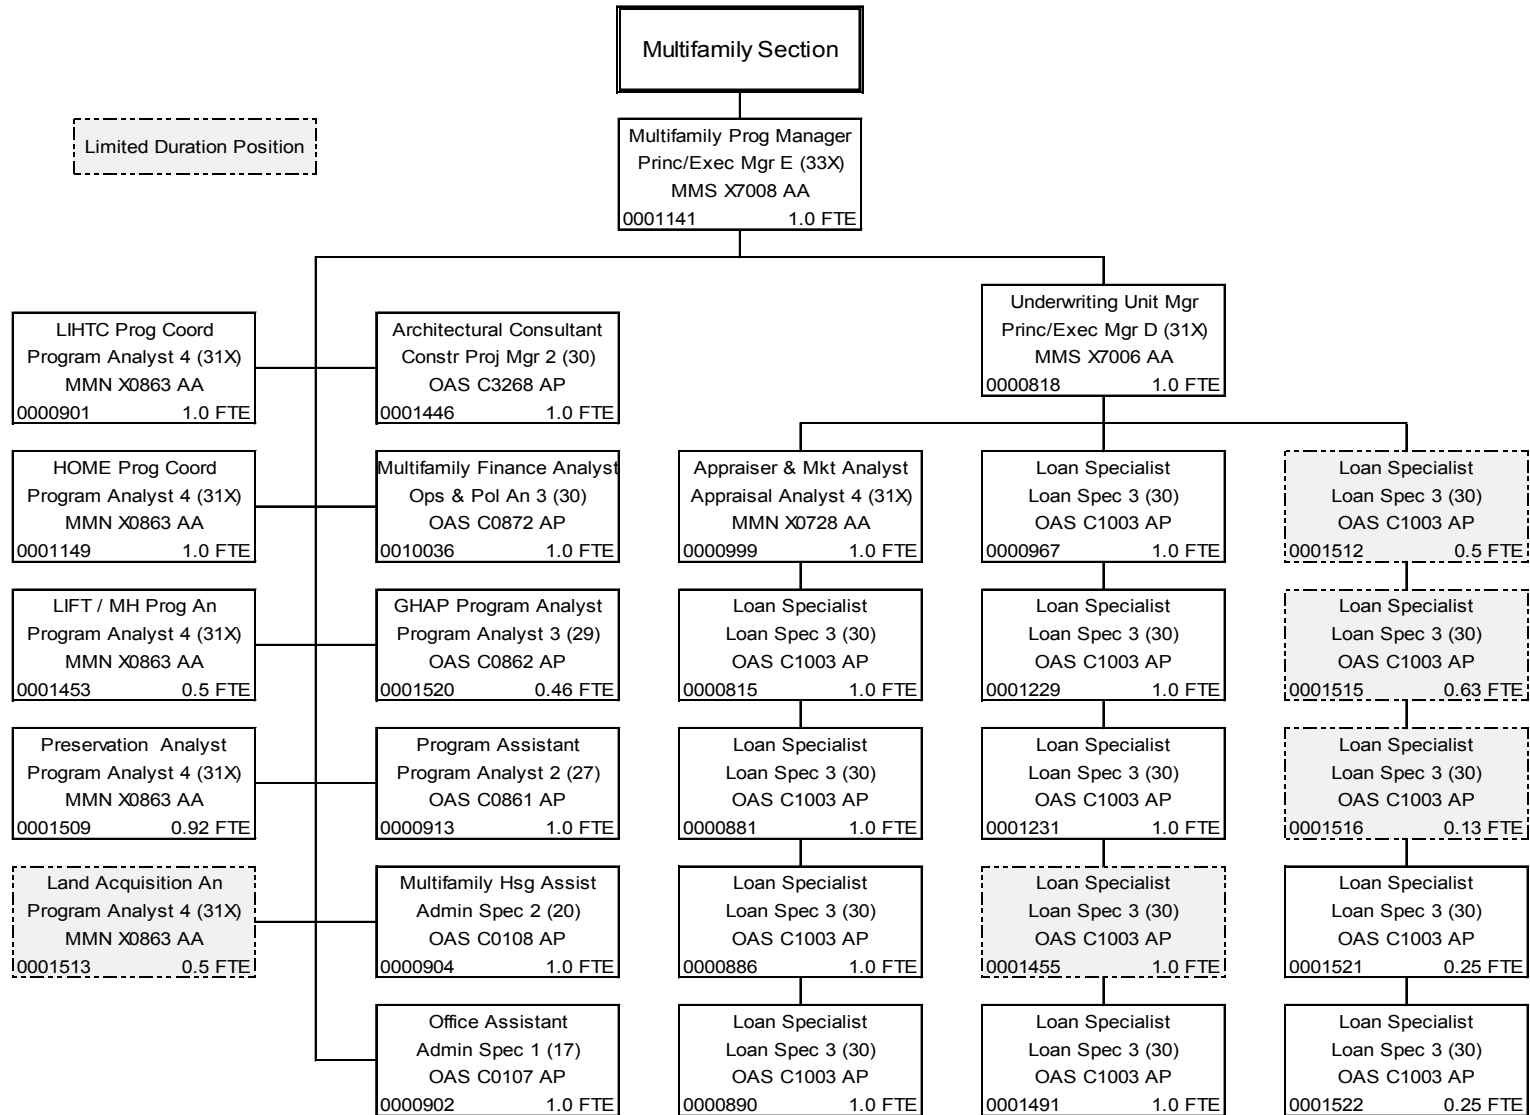 Multifamily Section
Limited Duration Position
Multifamily Prog Manager
Princ/Exec Mgr E (33X)
MMS X7008 AA
0001141 1.0 FTE
Underwriting Unit Mgr
Princ/Exec Mgr D (31X)
MMS X7006 AA
0000818 1.0 FTE
LIHTC Prog Coord
Program Analyst 4 (31X)
MMN X0863 AA
0000901 1.0 FTE
Architectural Consultant
Constr Proj Mgr 2 (30)
OAS C3268 AP
0001446 1.0 FTE
HOME Prog Coord
Program Analyst 4 (31X)
MMN X0863 AA
0001149 1.0 FTE
Multifamily Finance Analyst
Ops & Pol An 3 (30)
OAS C0872 AP
0010036 1.0 FTE
Appraiser & Mkt Analyst
Appraisal Analyst 4 (31X)
MMN X0728 AA
0000999 1.0 FTE
Loan Specialist
Loan Spec 3 (30)
OAS C1003 AP
0000967 1.0 FTE
Loan Specialist
Loan Spec 3 (30)
OAS C1003 AP
0001512 0.5 FTE
LIFT / MH Prog An
Program Analyst 4 (31X)
MMN X0863 AA
0001453 0.5 FTE
GHAP Program Analyst
Program Analyst 3 (29)
OAS C0862 AP
0001520 0.46 FTE
Loan Specialist
Loan Spec 3 (30)
OAS C1003 AP
0000815 1.0 FTE
Loan Specialist
Loan Spec 3 (30)
OAS C1003 AP
0001229 1.0 FTE
Loan Specialist
Loan Spec 3 (30)
OAS C1003 AP
0001515 0.63 FTE
Preservation Analyst
Program Analyst 4 (31X)
MMN X0863 AA
0001509 0.92 FTE
Program Assistant
Program Analyst 2 (27)
OAS C0861 AP
0000913 1.0 FTE
Loan Specialist
Loan Spec 3 (30)
OAS C1003 AP
0000881 1.0 FTE
Loan Specialist
Loan Spec 3 (30)
OAS C1003 AP
0001231 1.0 FTE
Loan Specialist
Loan Spec 3 (30)
OAS C1003 AP
0001516 0.13 FTE
Land Acquisition An
Program Analyst 4 (31X)
MMN X0863 AA
0001513 0.5 FTE
Multifamily Hsg Assist
Admin Spec 2 (20)
OAS C0108 AP
0000904 1.0 FTE
Loan Specialist
Loan Spec 3 (30)
OAS C1003 AP
0000886 1.0 FTE
Loan Specialist
Loan Spec 3 (30)
OAS C1003 AP
0001455 1.0 FTE
Loan Specialist
Loan Spec 3 (30)
OAS C1003 AP
0001521 0.25 FTE
Office Assistant
Admin Spec 1 (17)
OAS C0107 AP
0000902 1.0 FTE
Loan Specialist
Loan Spec 3 (30)
OAS C1003 AP
0000890 1.0 FTE
Loan Specialist
Loan Spec 3 (30)
OAS C1003 AP
0001491 1.0 FTE
Loan Specialist
Loan Spec 3 (30)
OAS C1003 AP
0001522 0.25 FTE